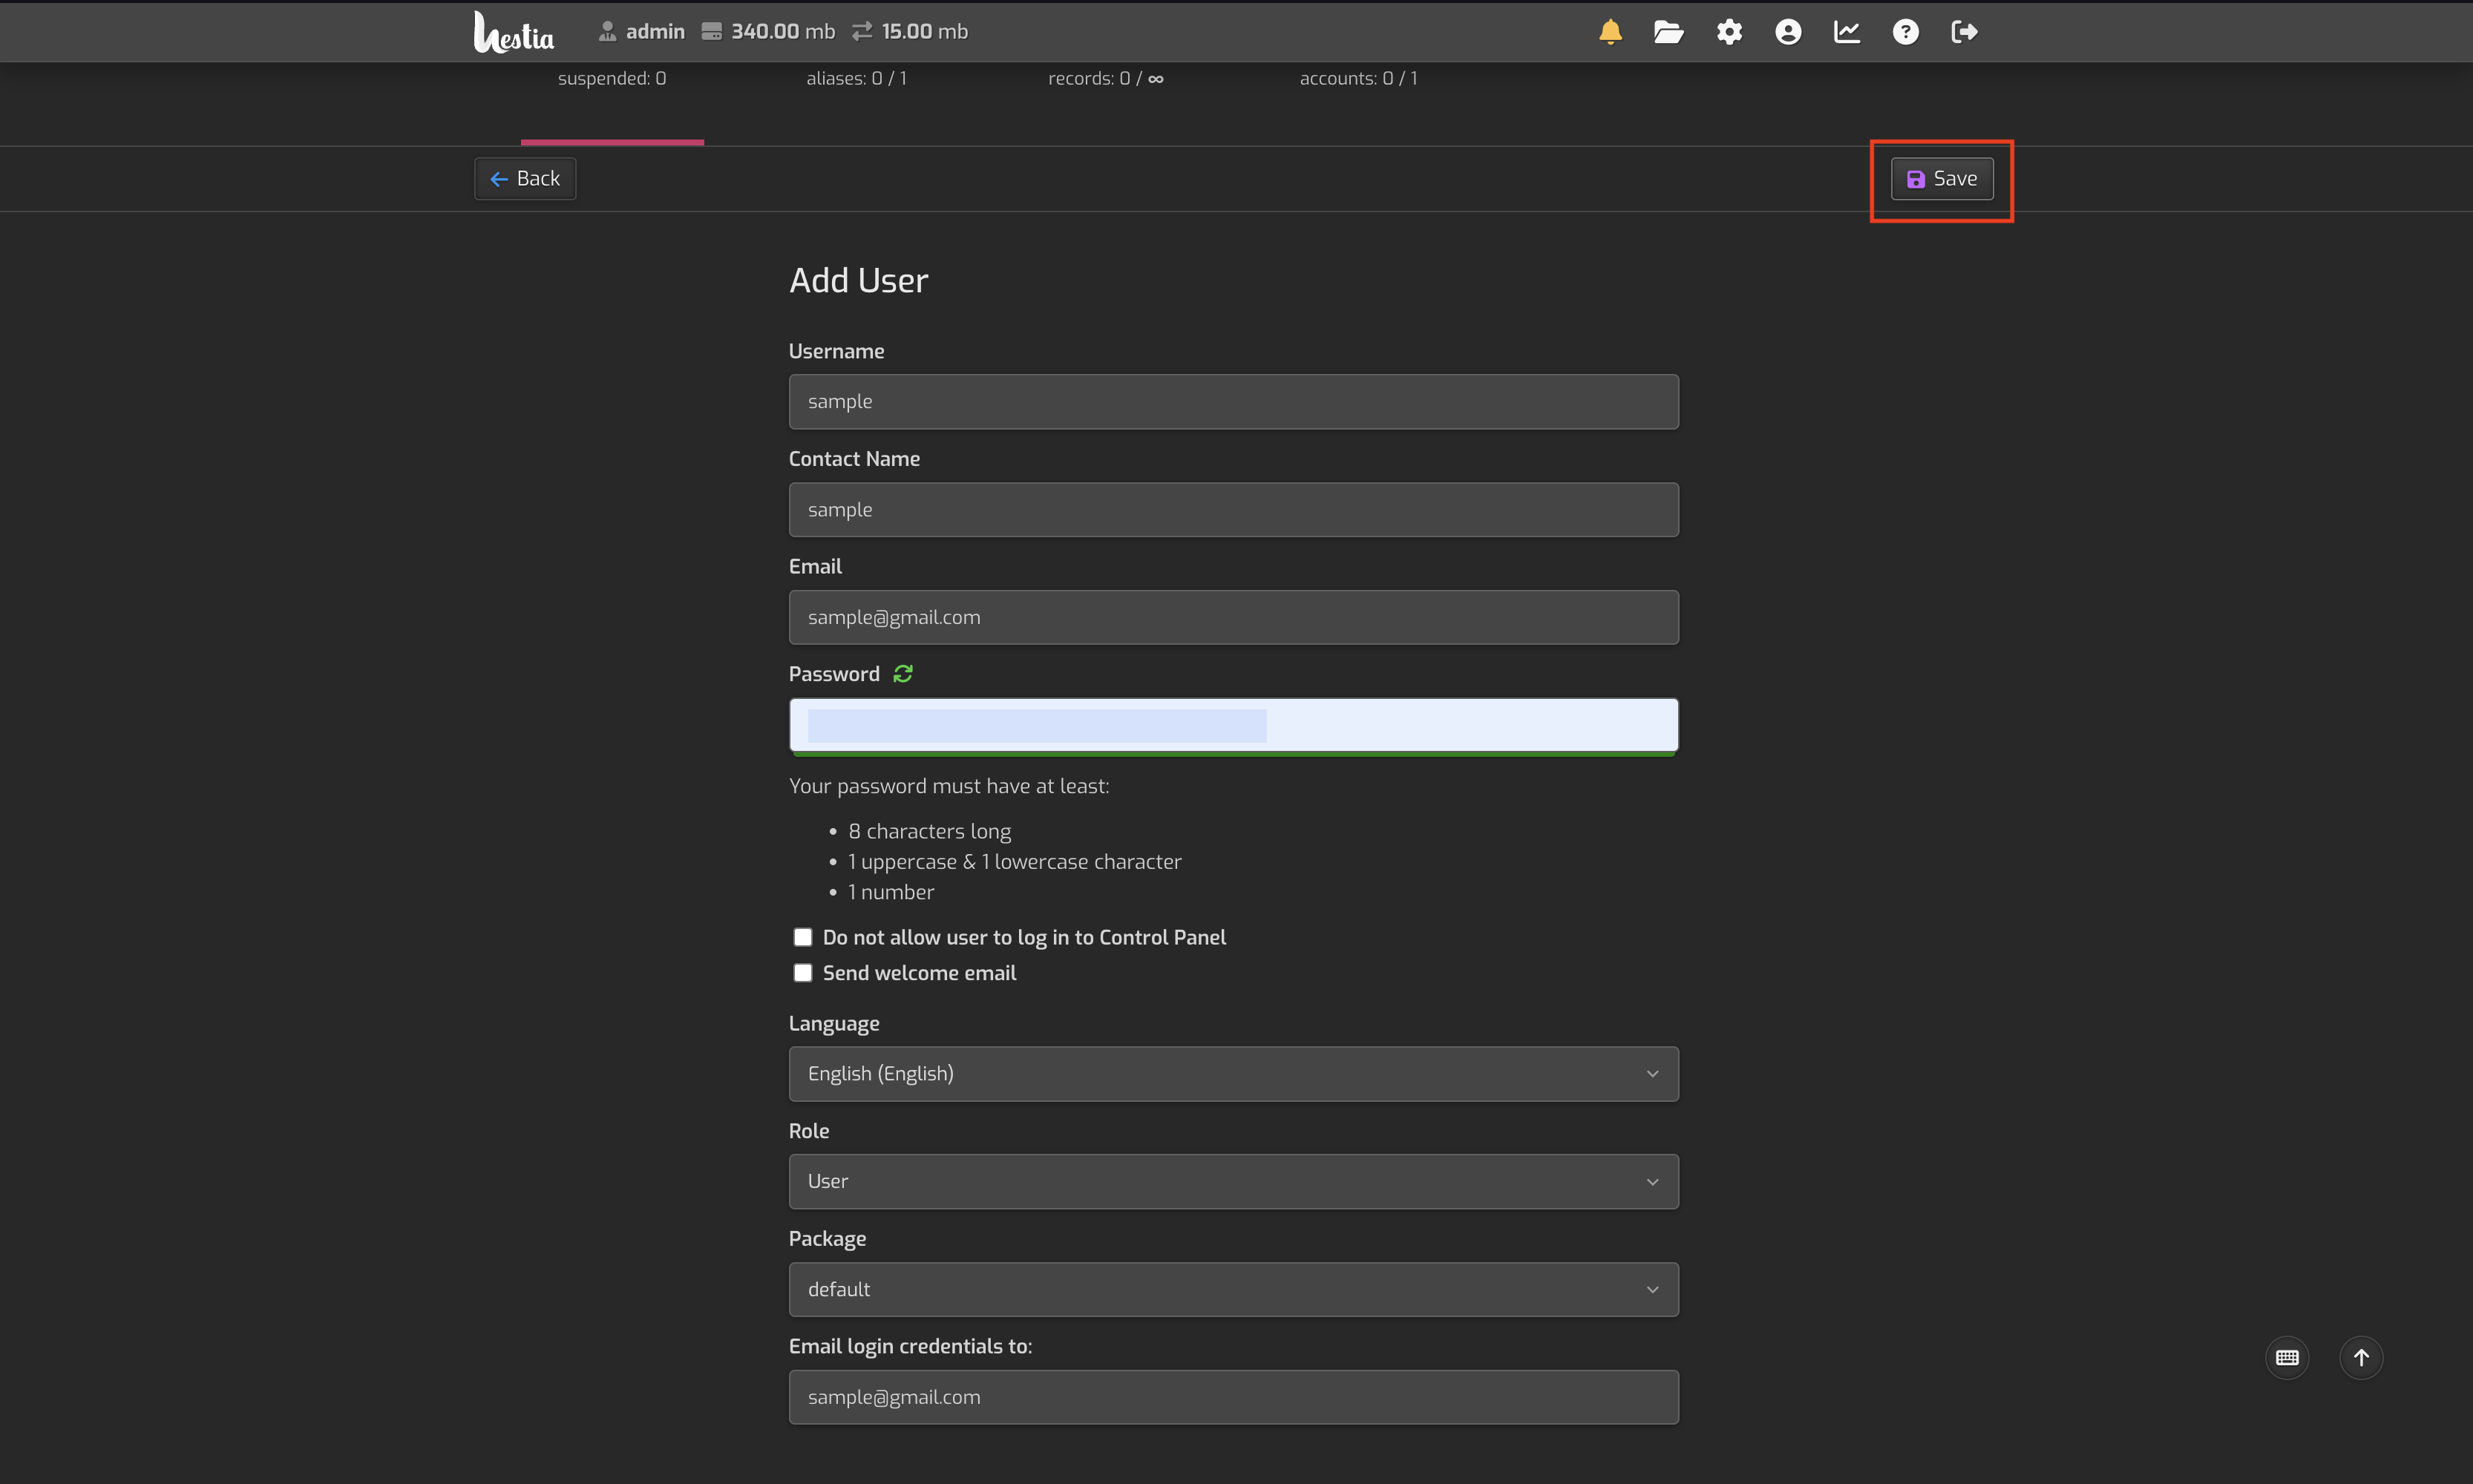 hestia admin 340.00 mb 15.00 mb
suspended: 0 aliases: 0 / 1 records: 0 / ∞ accounts: 0 / 1
Back Save
Add User
Username
sample
Contact Name
sample
Email
sample@gmail.com
Password
Your password must have at least:
• 8 characters long
• 1 uppercase & 1 lowercase character
• 1 number
Do not allow user to log in to Control Panel
Send welcome email
Language
English (English)
Role
User
Package
default
Email login credentials to:
sample@gmail.com